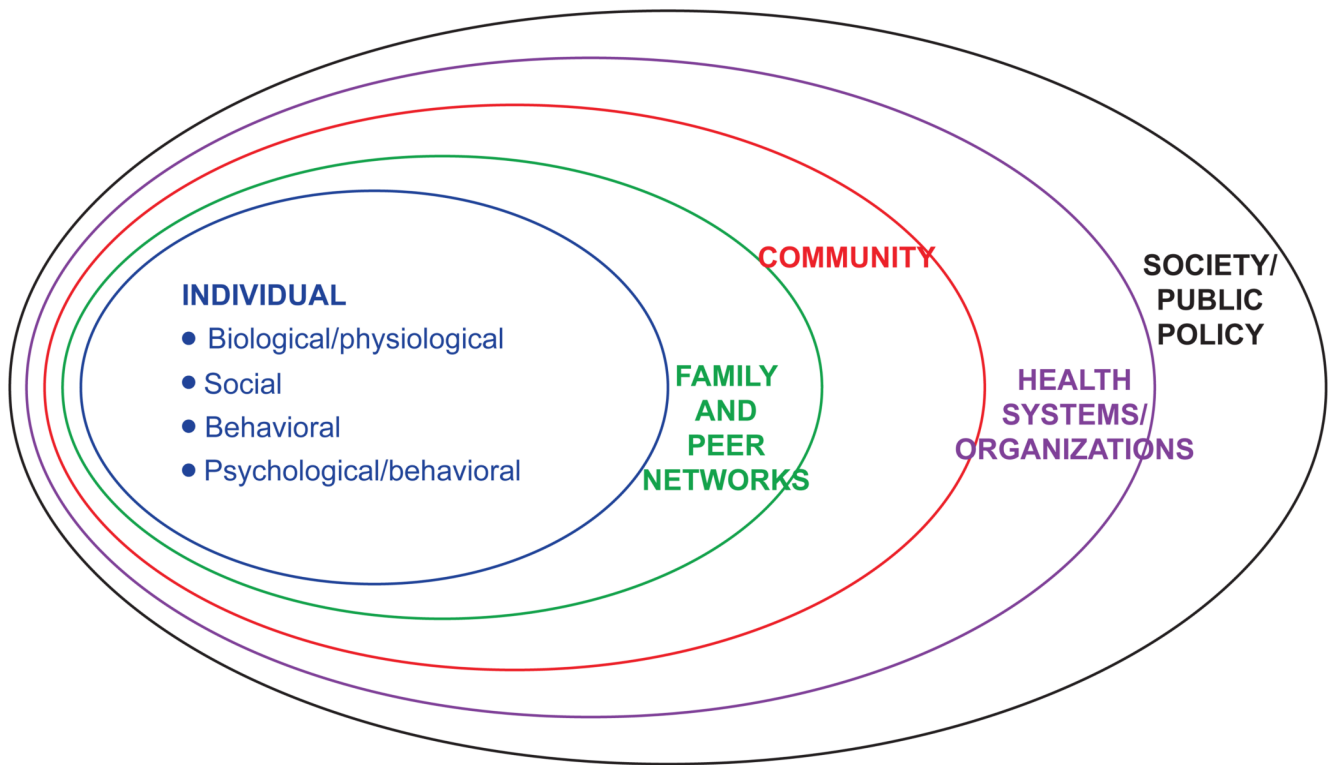 INDIVIDUAL
● Biological/physiological
● Social
● Behavioral
● Psychological/behavioral
FAMILY
AND
PEER
NETWORKS
COMMUNITY
HEALTH
SYSTEMS/
ORGANIZATIONS
SOCIETY/
PUBLIC
POLICY